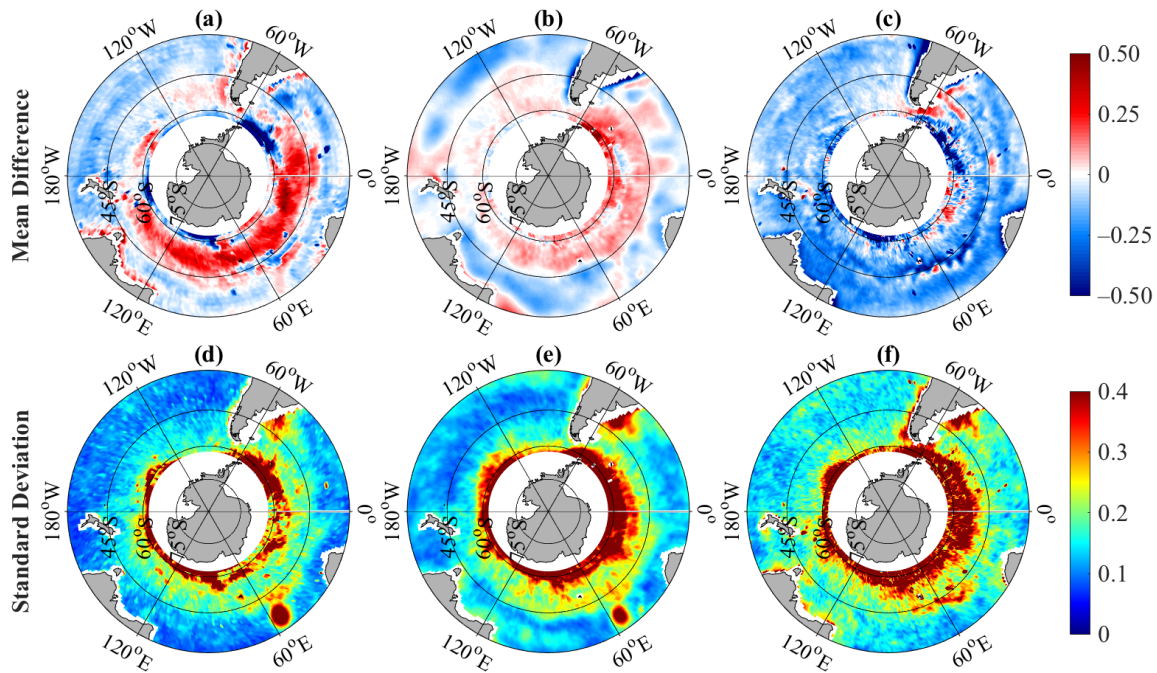 (a) (b) (c)
120°W 60°W 120°W 60°W 120°W 60°W
0.50
0.25
0
−0.25
−0.50
Mean Difference
180°W 45°S 60°S 75°S 0° 180°W 45°S 60°S 75°S 0° 180°W 45°S 60°S 75°S 0°
120°E 60°E 120°E 60°E 120°E 60°E
(d) (e) (f)
120°W 60°W 120°W 60°W 120°W 60°W
0.4
0.3
0.2
0.1
0
Standard Deviation
180°W 45°S 60°S 75°S 0° 180°W 45°S 60°S 75°S 0° 180°W 45°S 60°S 75°S 0°
120°E 60°E 120°E 60°E 120°E 60°E